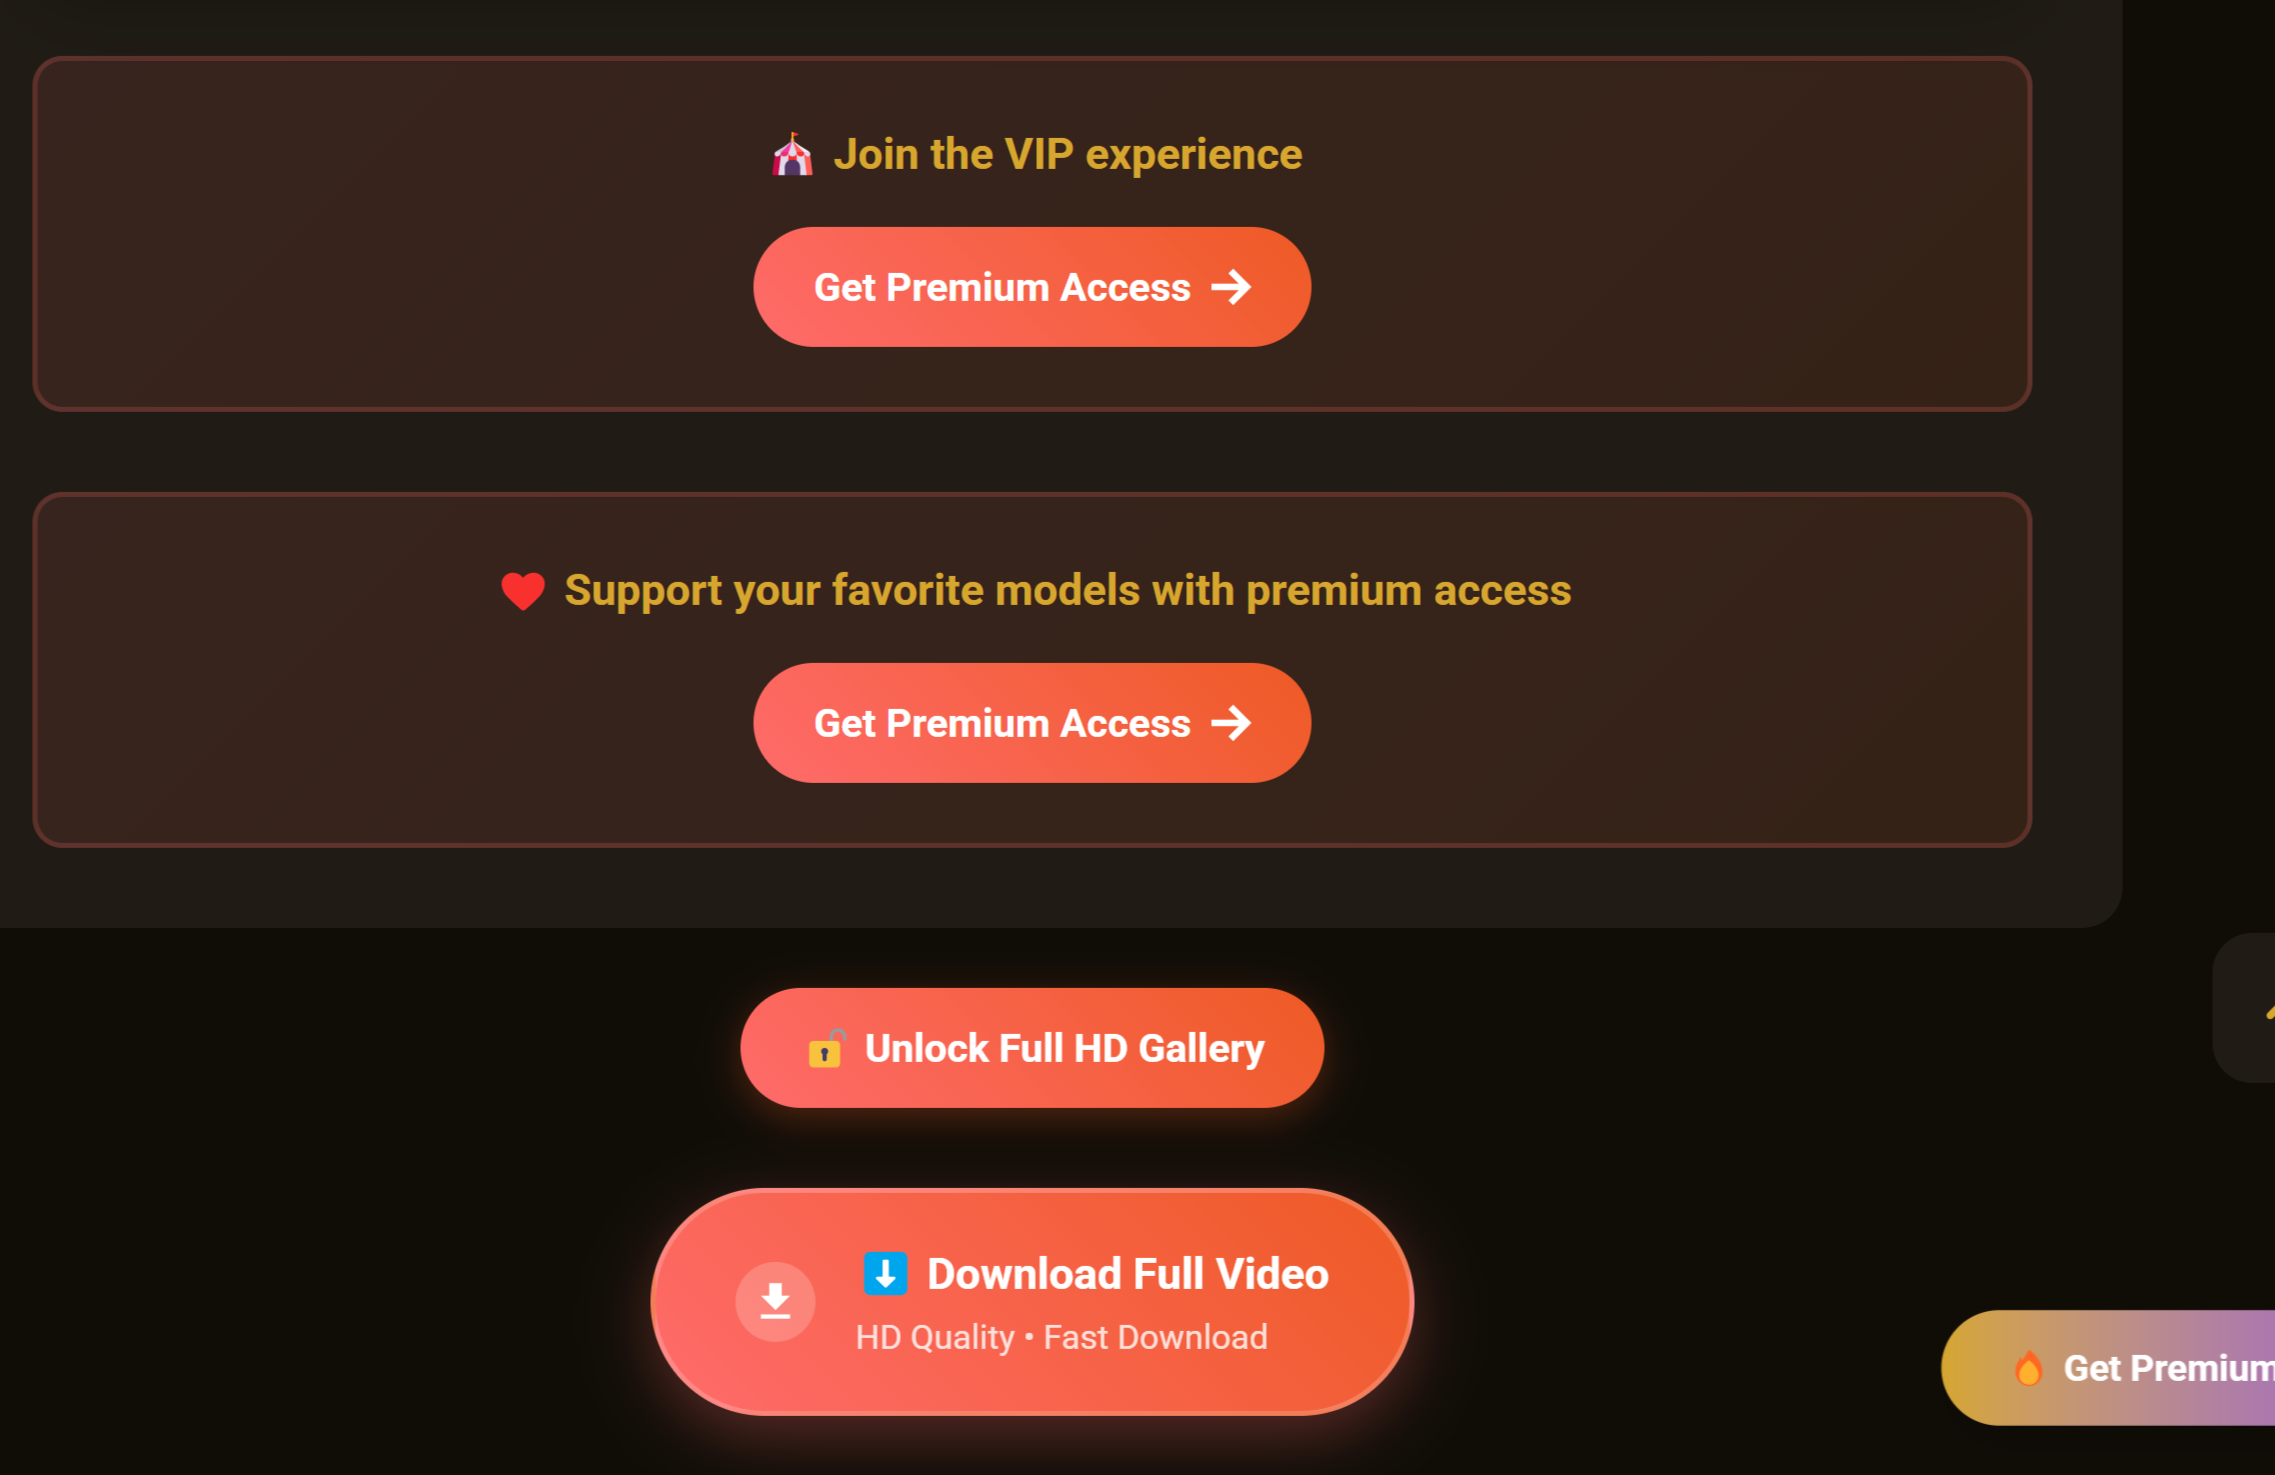 Join the VIP experience
Get Premium Access
Support your favorite models with premium access
Get Premium Access
Unlock Full HD Gallery
Download Full Video
HD Quality • Fast Download
Get Premium